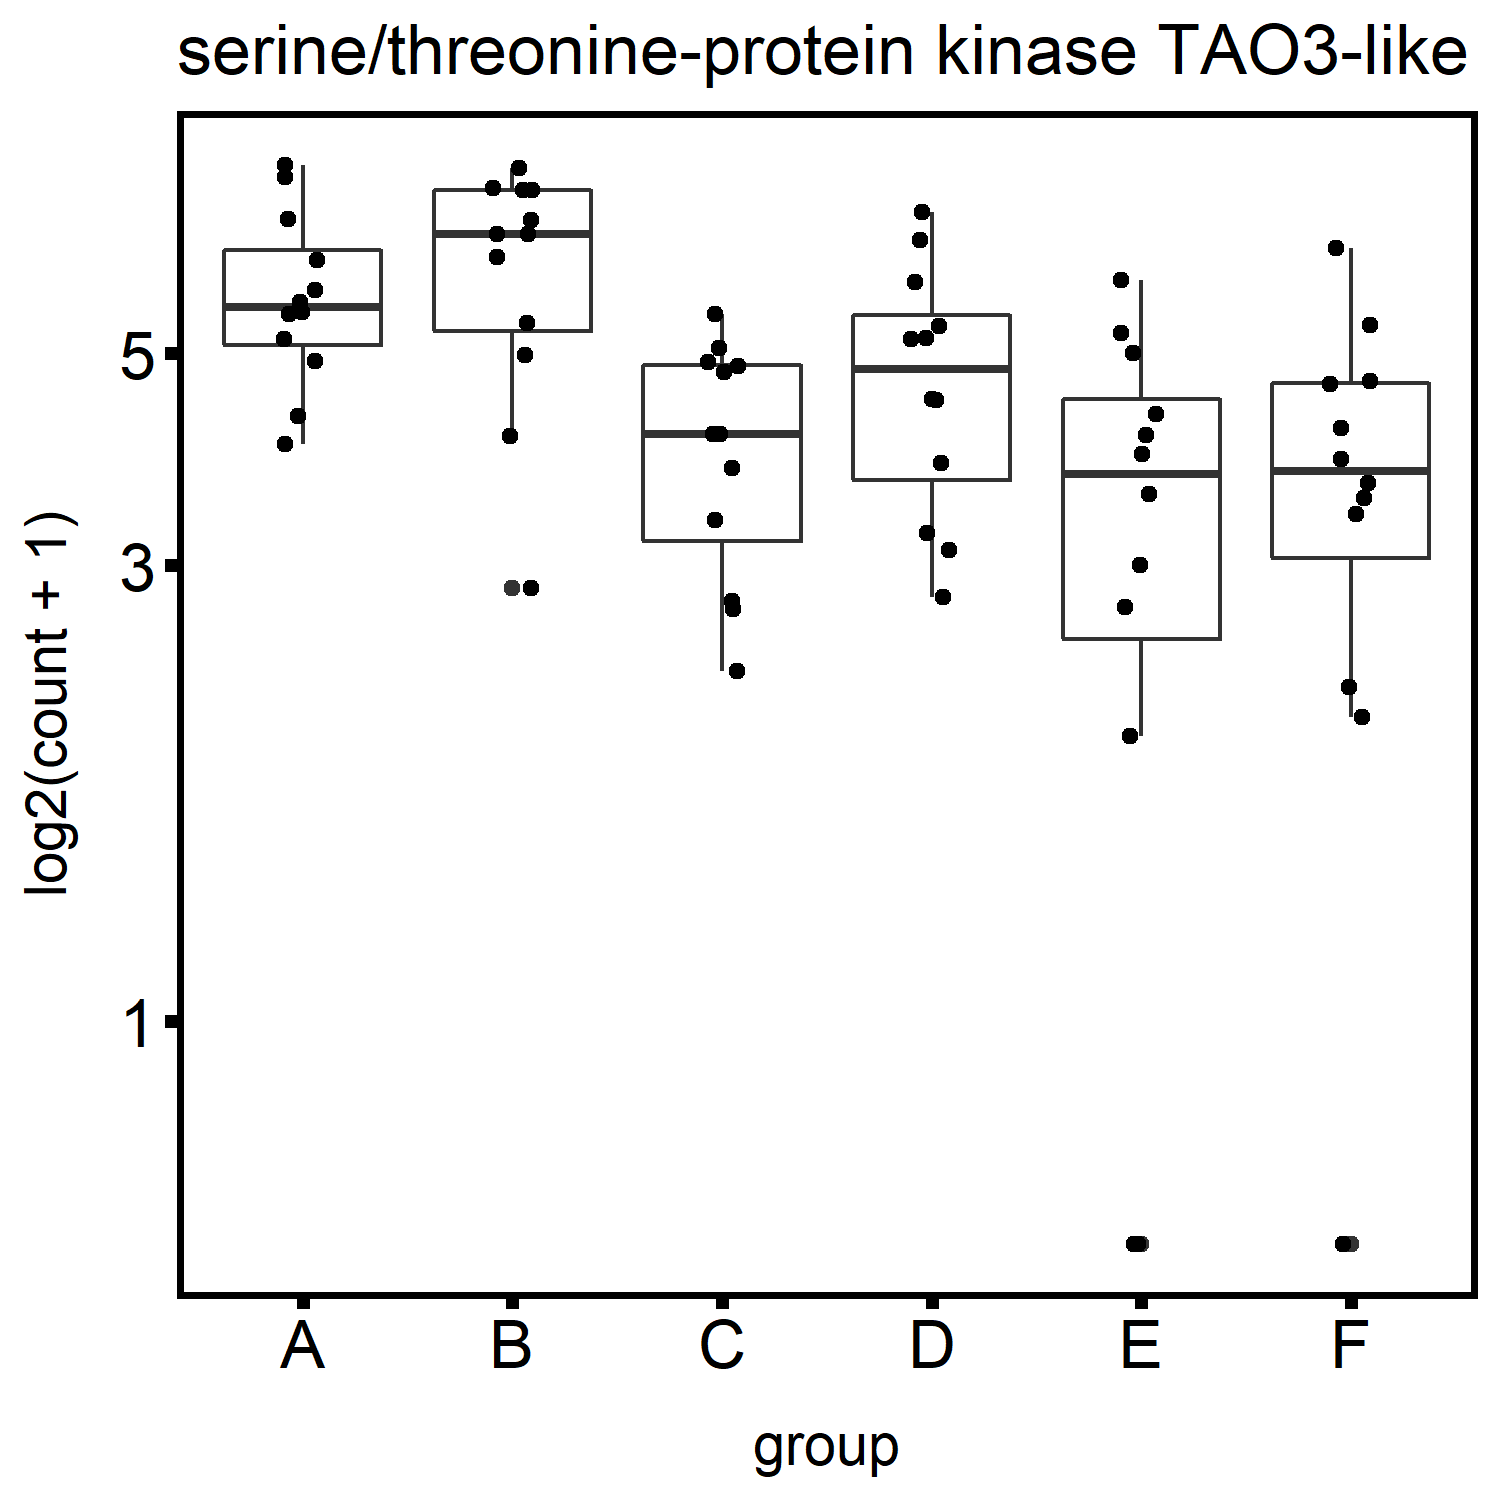 serine/threonine-protein kinase TAO3-like
log2(count + 1)
5
3
1
A B C D E F
group